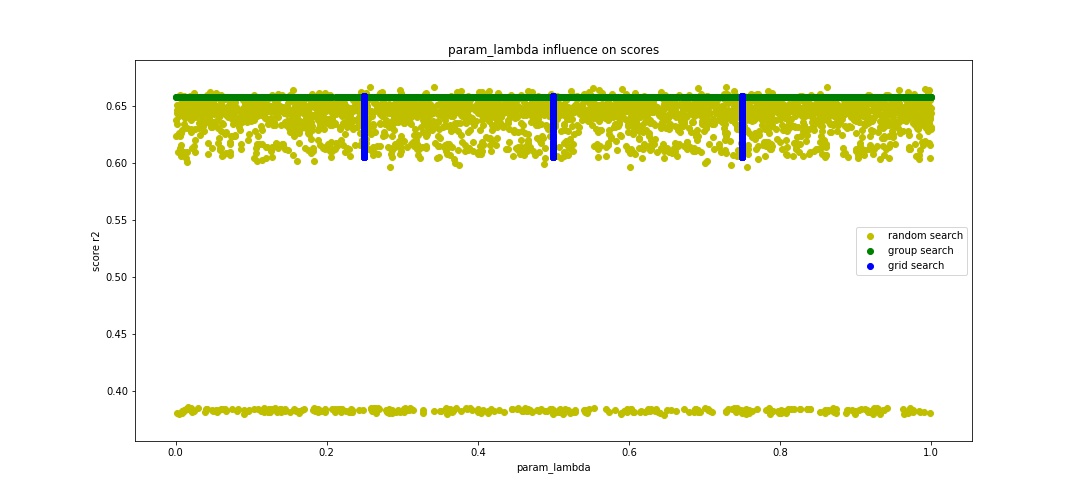 param_lambda influence on scores
score r2
0.65
0.60
0.55
0.50
0.45
0.40
random search
group search
grid search
0.0 0.2 0.4 0.6 0.8 1.0
param_lambda